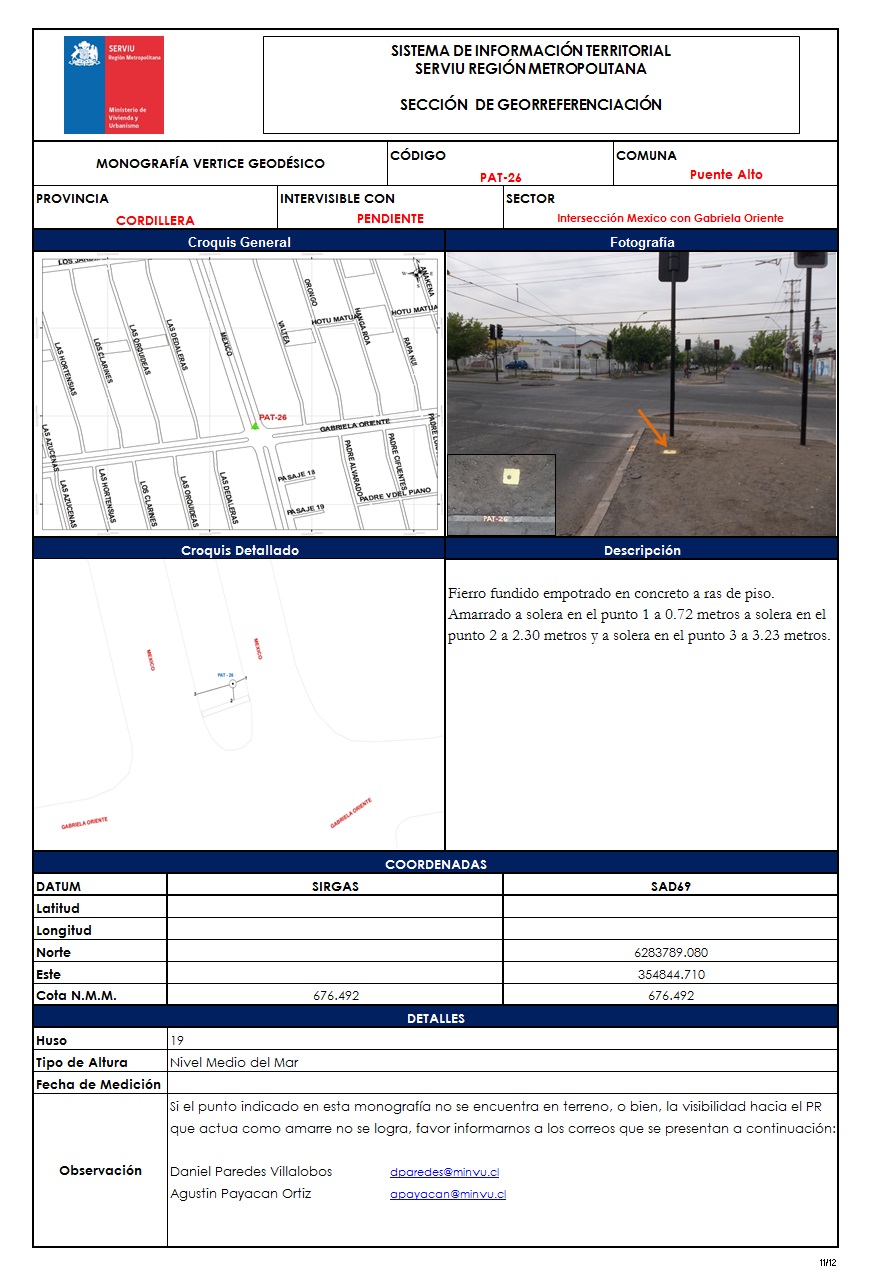 SERVIU
Región Metropolitana
Ministerio de
Vivienda y
Urbanismo
SISTEMA DE INFORMACIÓN TERRITORIAL
SERVIU REGIÓN METROPOLITANA
SECCIÓN DE GEORREFERENCIACIÓN
MONOGRAFÍA VERTICE GEODÉSICO
CÓDIGO
PAT-26
COMUNA
Puente Alto
PROVINCIA
CORDILLERA
INTERVISIBLE CON
PENDIENTE
SECTOR
Intersección Mexico con Gabriela Oriente
Croquis General
LAS HORTENSIAS
LOS CLARINES
LAS ORQUIDEAS
LAS DEDALERAS
MEXICO
VALTEA
ORONGO
HOTU MATUA
HANGA ROA
HOTU MATUA
RAPA NUI
ANAKENA
PAT-26
GABRIELA ORIENTE
LAS AZUCENAS
LAS AZUCENAS
LAS HORTENSIAS
LOS CLARINES
LAS ORQUIDEAS
LAS DEDALERAS
PASAJE 18
PASAJE 19
PADRE ALVARADO
PADRE CIFUENTES
PADRE V DEL PIANO
Fotografía
PAT-26
Croquis Detallado
MEXICO
MEXICO
PAT - 26
1
2
3
GABRIELA ORIENTE
GABRIELA ORIENTE
Descripción
Fierro fundido empotrado en concreto a ras de piso.
Amarrado a solera en el punto 1 a 0.72 metros a solera en el
punto 2 a 2.30 metros y a solera en el punto 3 a 3.23 metros.
COORDENADAS
DATUM SIRGAS SAD69
Latitud
Longitud
Norte 6283789.080
Este 354844.710
Cota N.M.M. 676.492 676.492
DETALLES
Huso 19
Tipo de Altura Nivel Medio del Mar
Fecha de Medición
Observación
Si el punto indicado en esta monografía no se encuentra en terreno, o bien, la visibilidad hacia el PR
que actua como amarre no se logra, favor informarnos a los correos que se presentan a continuación:
Daniel Paredes Villalobos dparedes@minvu.cl
Agustin Payacan Ortiz apayacan@minvu.cl
11/12